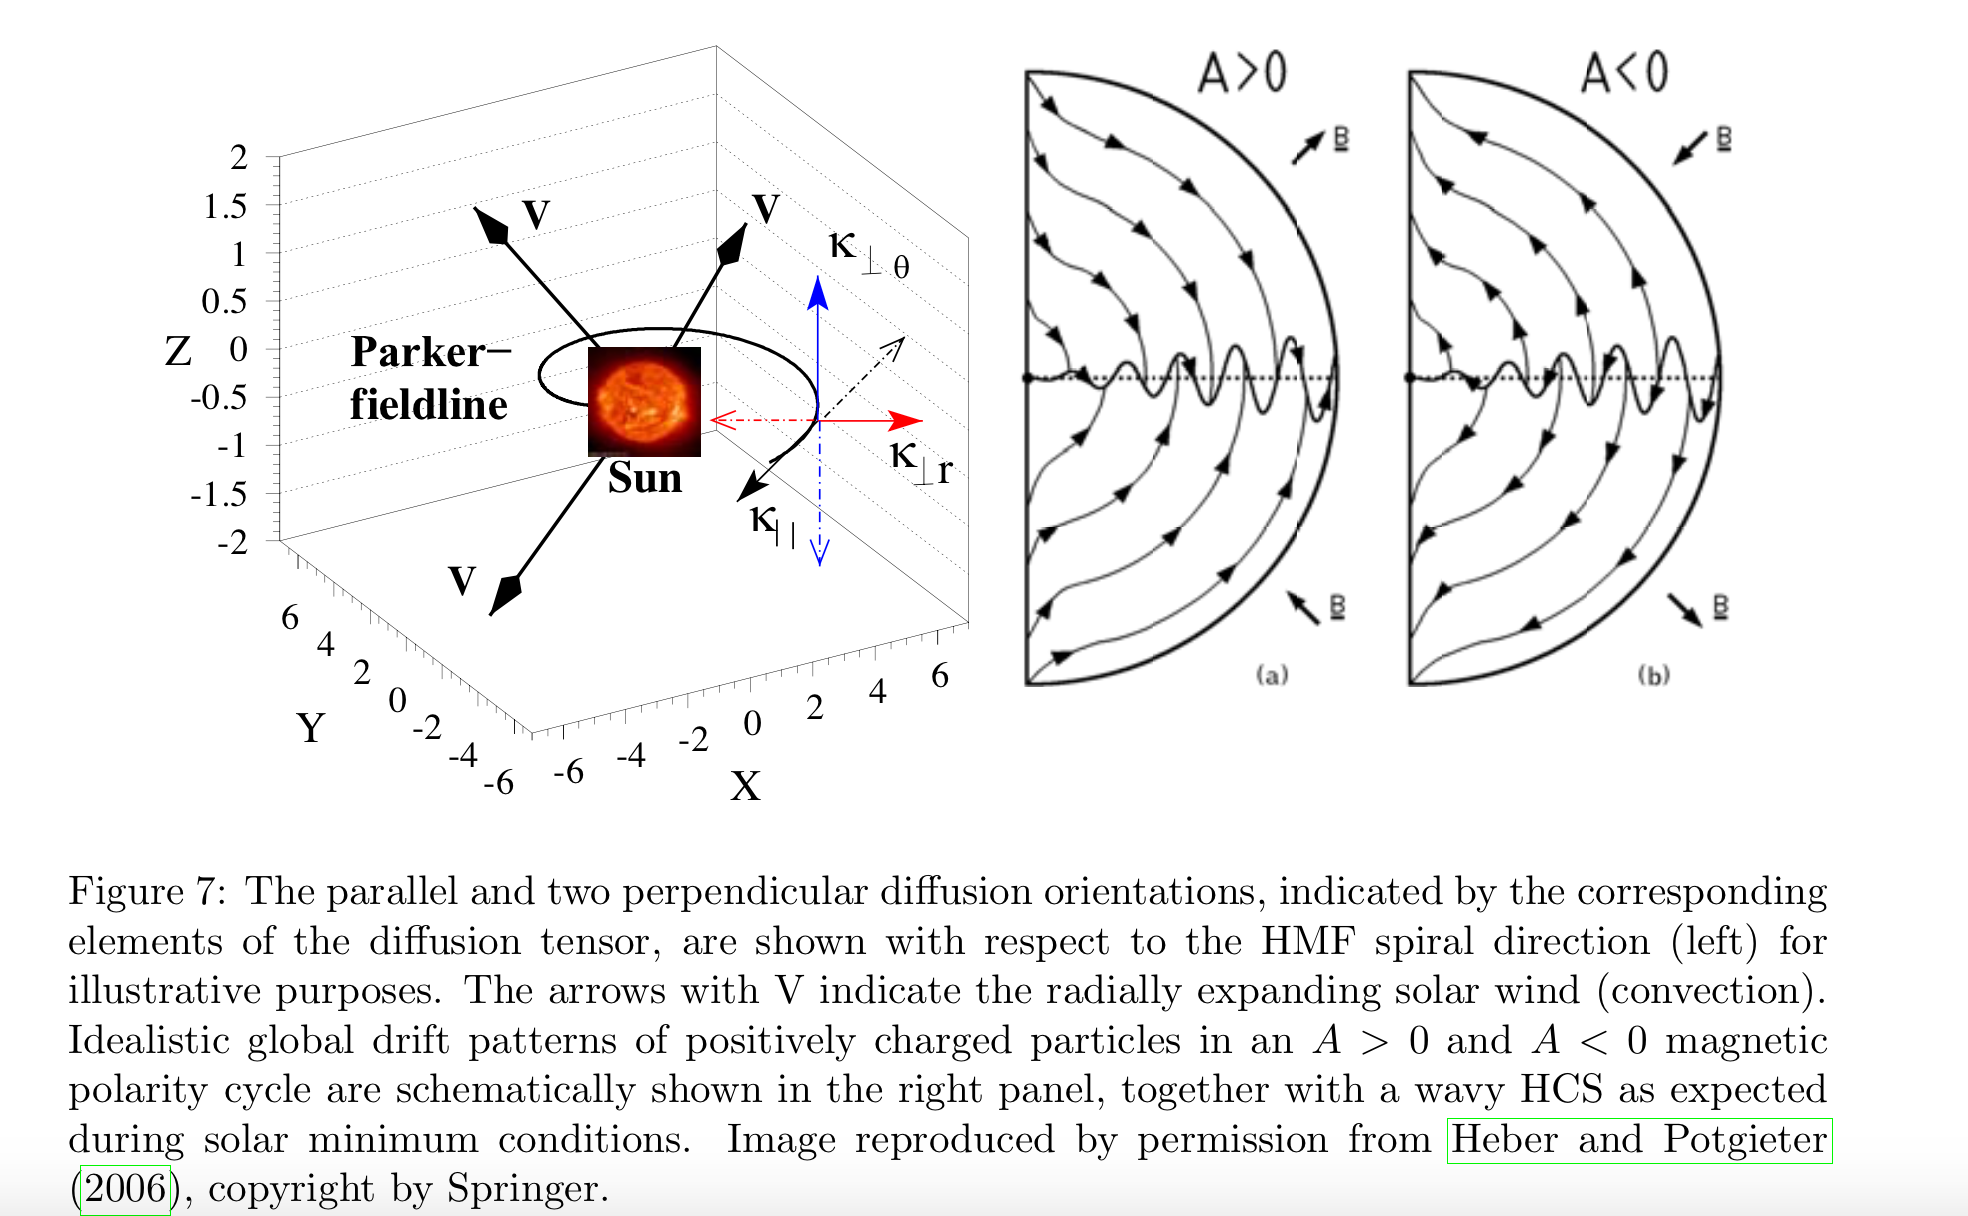 2
1.5
1
0.5
Z 0
-0.5
-1
-1.5
-2
V
V
V
Parker–
fieldline
Sun
κ⊥θ
κ⊥r
κ||
6
4
2
0
-2
-4
-6
Y
-6
-4
-2
0
2
4
6
X
A>0
B
B
(a)
A<0
B
B
(b)
Figure 7: The parallel and two perpendicular diffusion orientations, indicated by the corresponding
elements of the diffusion tensor, are shown with respect to the HMF spiral direction (left) for
illustrative purposes. The arrows with V indicate the radially expanding solar wind (convection).
Idealistic global drift patterns of positively charged particles in an A > 0 and A < 0 magnetic
polarity cycle are schematically shown in the right panel, together with a wavy HCS as expected
during solar minimum conditions. Image reproduced by permission from Heber and Potgieter
(2006), copyright by Springer.